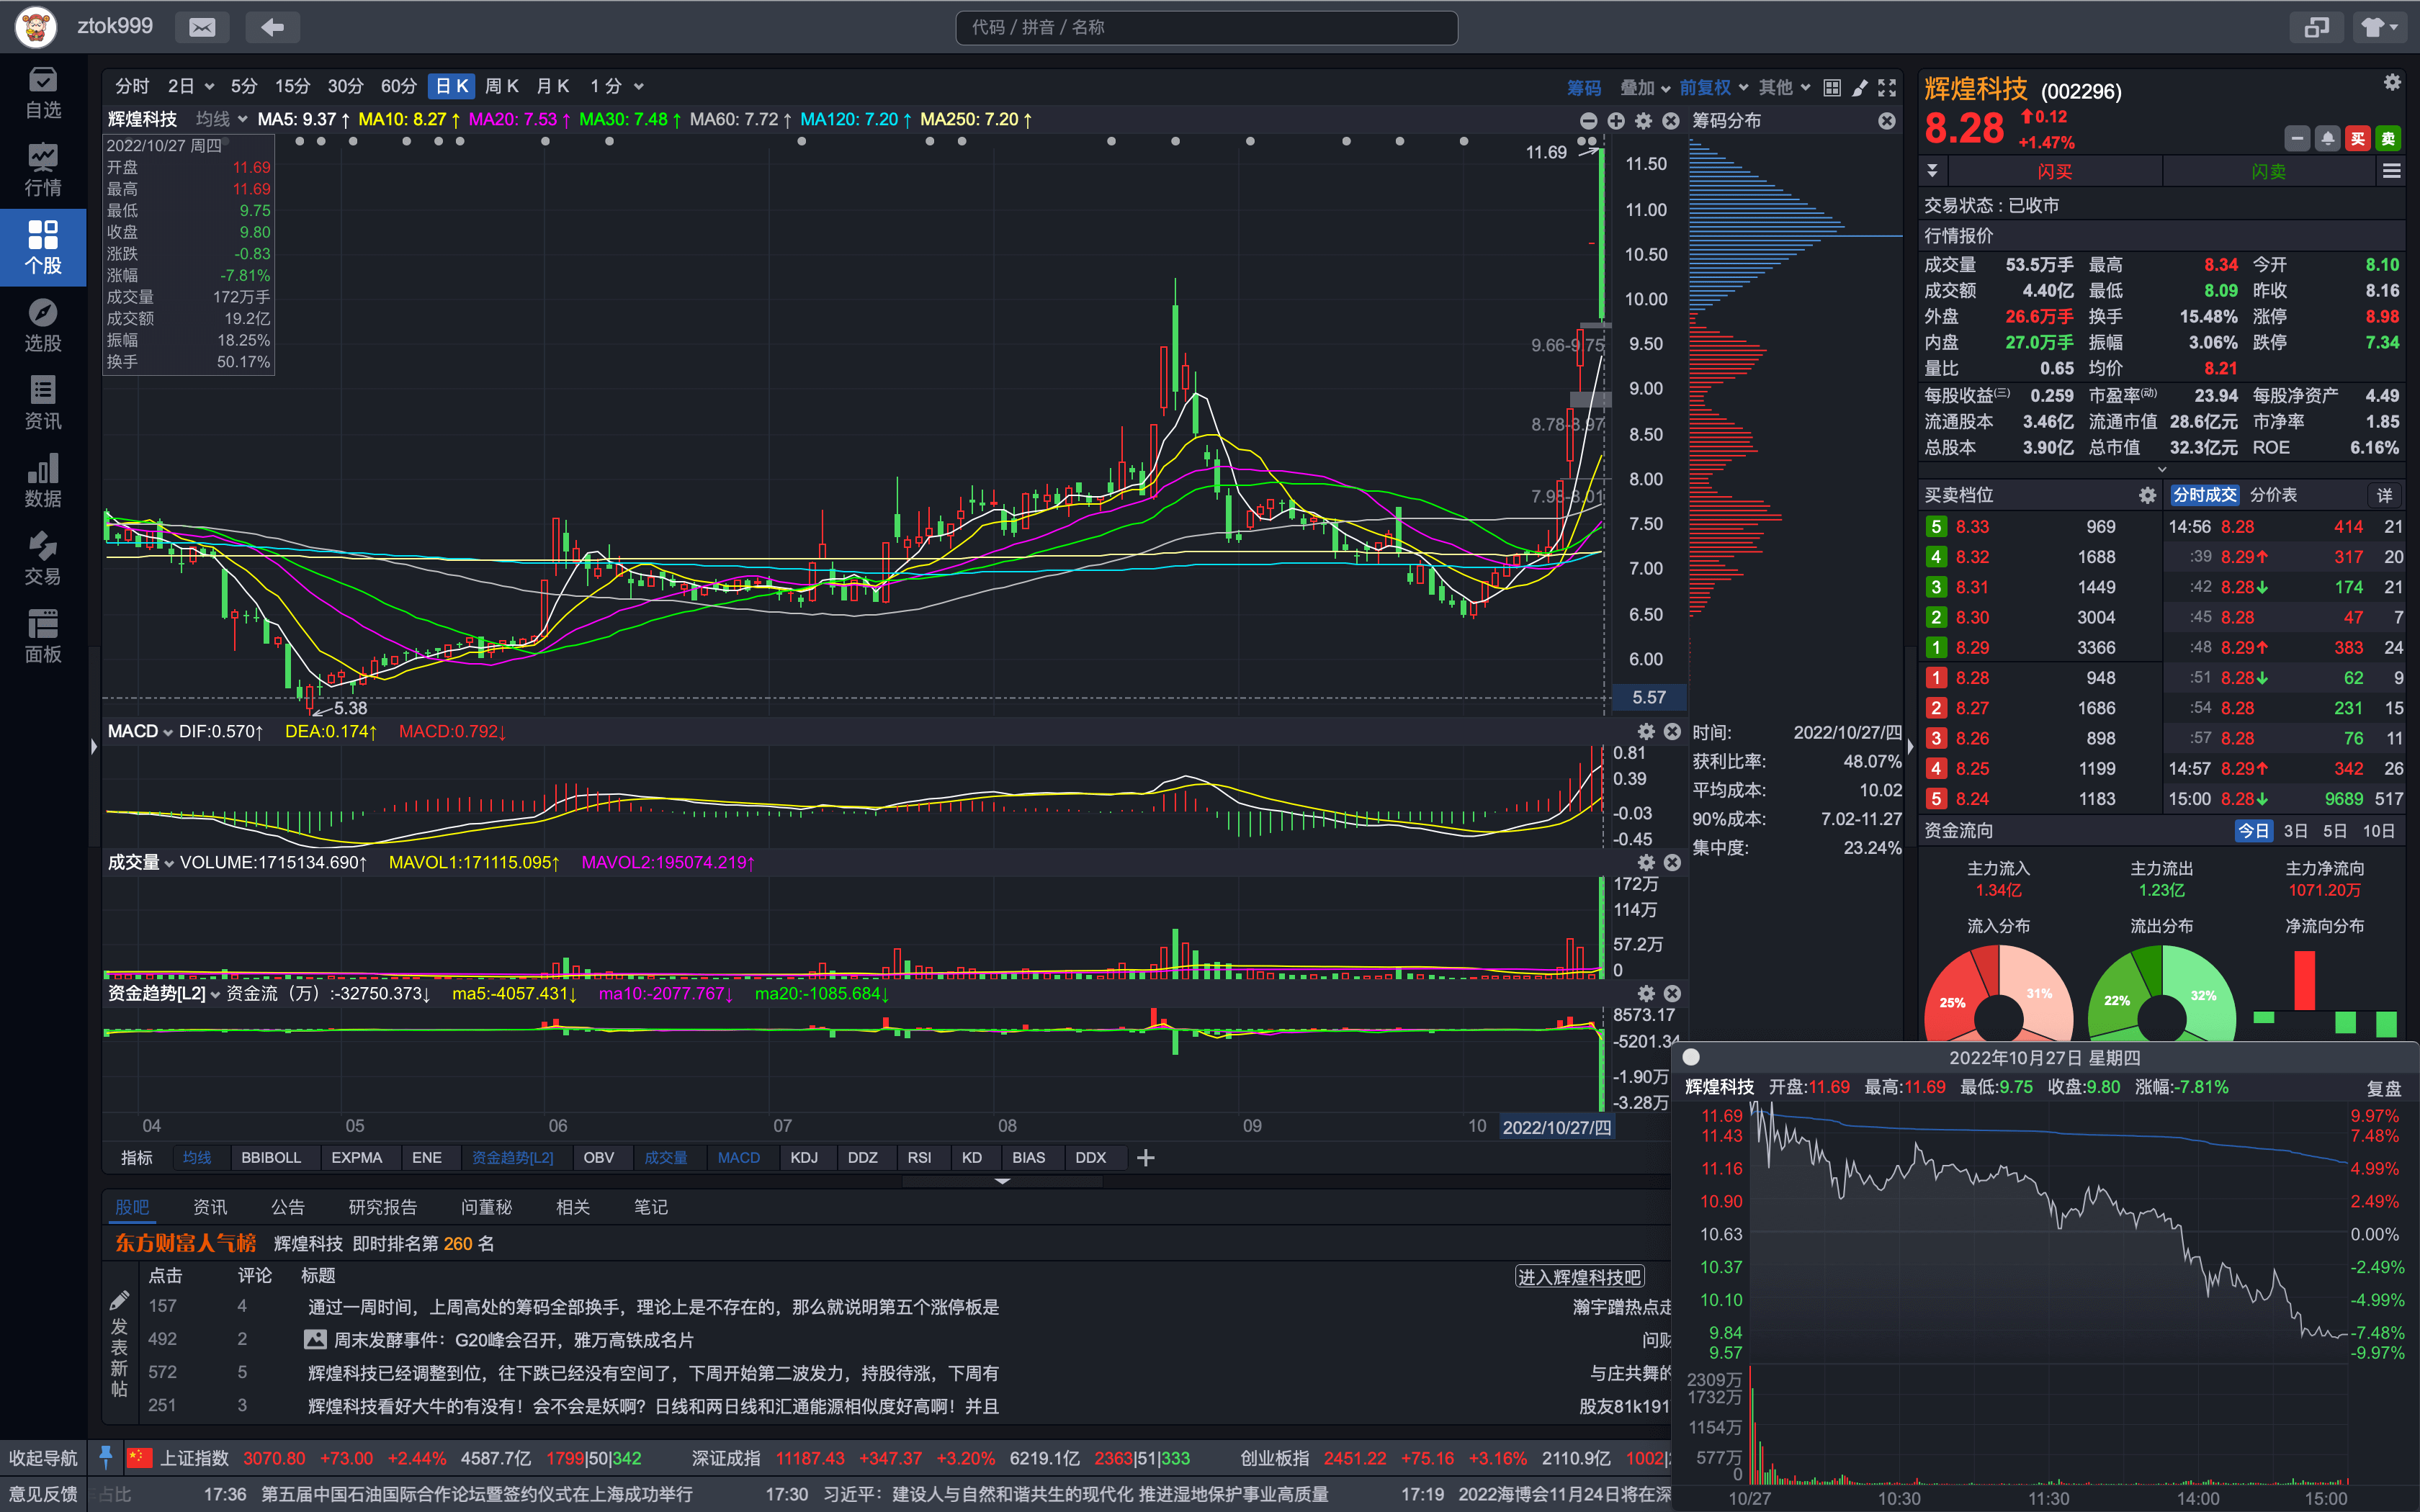 ztok999
代码 / 拼音 / 名称
自选
行情
个股
选股
资讯
数据
交易
面板
分时 2日 5分 15分 30分 60分 日K 周K 月K 1分
筹码 叠加 前复权 其他
辉煌科技 均线 MA5: 9.37↑ MA10: 8.27↑ MA20: 7.53↑ MA30: 7.48↑ MA60: 7.72↑ MA120: 7.20↑ MA250: 7.20↑
筹码分布
2022/10/27 周四
开盘 11.69
最高 11.69
最低 9.75
收盘 9.80
涨跌 -0.83
涨幅 -7.81%
成交量 172万手
成交额 19.2亿
振幅 18.25%
换手 50.17%
11.69
11.50
11.00
10.50
10.00
9.50
9.00
8.50
8.00
7.50
7.00
6.50
6.00
5.57
9.66-9.75
8.78-8.97
7.98-8.01
5.38
MACD DIF:0.570↑ DEA:0.174↑ MACD:0.792↓
0.81
0.39
-0.03
-0.45
成交量 VOLUME:1715134.690↑ MAVOL1:171115.095↑ MAVOL2:195074.219↑
172万
114万
57.2万
0
资金趋势[L2] 资金流（万）:-32750.373↓ ma5:-4057.431↓ ma10:-2077.767↓ ma20:-1085.684↓
8573.17
-5201.34
-1.90万
-3.28万
04 05 06 07 08 09 10 2022/10/27/四
指标 均线 BBIBOLL EXPMA ENE 资金趋势[L2] OBV 成交量 MACD KDJ DDZ RSI KD BIAS DDX
时间: 2022/10/27/四
获利比率: 48.07%
平均成本: 10.02
90%成本: 7.02-11.27
集中度: 23.24%
股吧 资讯 公告 研究报告 问董秘 相关 笔记
东方财富人气榜 辉煌科技 即时排名第 260 名
点击 评论 标题
进入辉煌科技吧
发表新帖
157 4 通过一周时间，上周高处的筹码全部换手，理论上是不存在的，那么就说明第五个涨停板是 瀚宇蹭热点走
492 2 周末发酵事件：G20峰会召开，雅万高铁成名片 问财
572 5 辉煌科技已经调整到位，往下跌已经没有空间了，下周开始第二波发力，持股待涨，下周有 与庄共舞的
251 3 辉煌科技看好大牛的有没有！会不会是妖啊？日线和两日线和汇通能源相似度好高啊！并且 股友81k191
辉煌科技 (002296)
8.28
0.12
+1.47%
买 卖
闪买 闪卖
交易状态：已收市
行情报价
成交量 53.5万手 最高 8.34 今开 8.10
成交额 4.40亿 最低 8.09 昨收 8.16
外盘 26.6万手 换手 15.48% 涨停 8.98
内盘 27.0万手 振幅 3.06% 跌停 7.34
量比 0.65 均价 8.21
每股收益(三) 0.259 市盈率(动) 23.94 每股净资产 4.49
流通股本 3.46亿 流通市值 28.6亿元 市净率 1.85
总股本 3.90亿 总市值 32.3亿元 ROE 6.16%
买卖档位 分时成交 分价表 详
5 8.33 969 14:56 8.28 414 21
4 8.32 1688 :39 8.29↑ 317 20
3 8.31 1449 :42 8.28↓ 174 21
2 8.30 3004 :45 8.28 47 7
1 8.29 3366 :48 8.29↑ 383 24
1 8.28 948 :51 8.28↓ 62 9
2 8.27 1686 :54 8.28 231 15
3 8.26 898 :57 8.28 76 11
4 8.25 1199 14:57 8.29↑ 342 26
5 8.24 1183 15:00 8.28↓ 9689 517
资金流向 今日 3日 5日 10日
主力流入 主力流出 主力净流向
1.34亿 1.23亿 1071.20万
流入分布 流出分布 净流向分布
25% 31% 22% 32%
2022年10月27日 星期四
辉煌科技 开盘:11.69 最高:11.69 最低:9.75 收盘:9.80 涨幅:-7.81% 复盘
11.69 9.97%
11.43 7.48%
11.16 4.99%
10.90 2.49%
10.63 0.00%
10.37 -2.49%
10.10 -4.99%
9.84 -7.48%
9.57 -9.97%
2309万
1732万
1154万
577万
0
10/27 10:30 11:30 14:00 15:00
收起导航 上证指数 3070.80 +73.00 +2.44% 4587.7亿 1799|50|342 深证成指 11187.43 +347.37 +3.20% 6219.1亿 2363|51|333 创业板指 2451.22 +75.16 +3.16% 2110.9亿 1002|
意见反馈 占比 17:36 第五届中国石油国际合作论坛暨签约仪式在上海成功举行 17:30 习近平：建设人与自然和谐共生的现代化 推进湿地保护事业高质量 17:19 2022海博会11月24日将在深